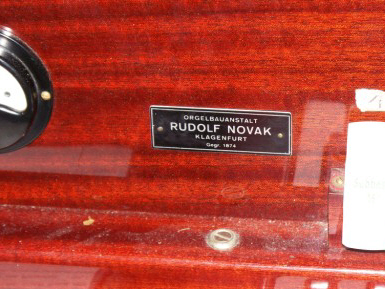 ORGELBAUANSTALT
RUDOLF NOVAK
KLAGENFURT
Gegr. 1874